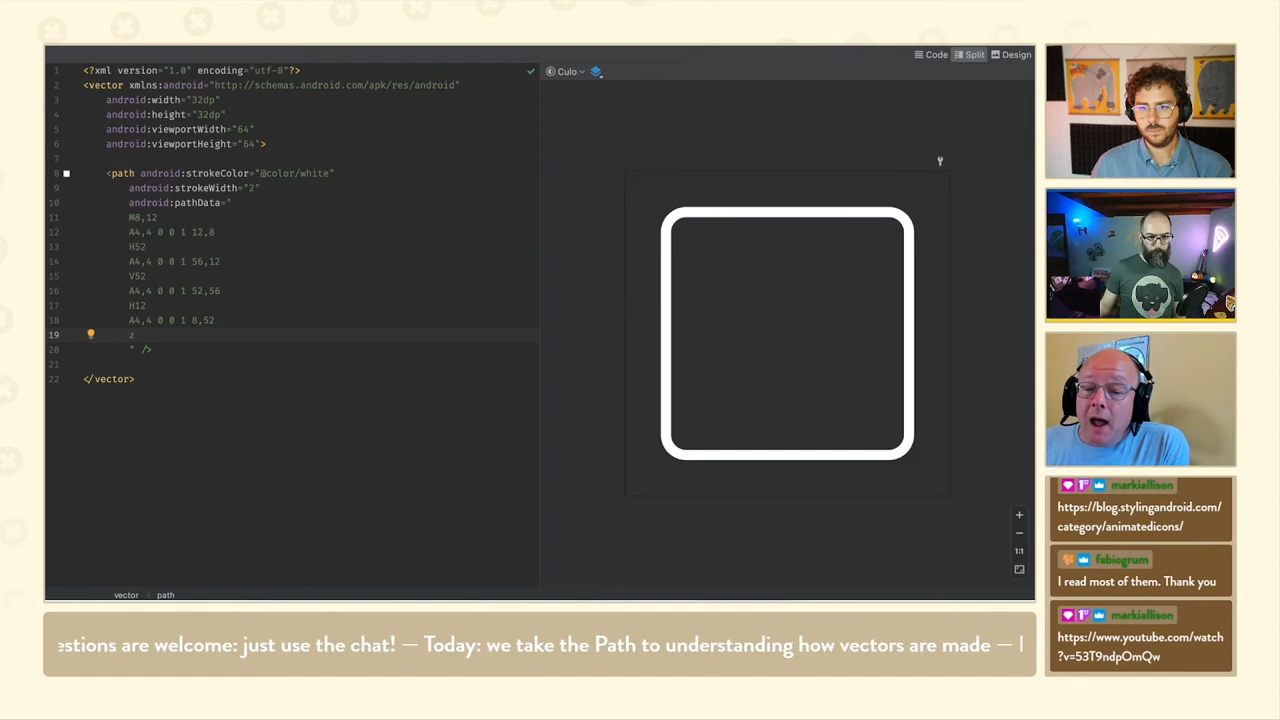 Code
Split
Design
Culo
1 <?xml version="1.0" encoding="utf-8"?>
2 <vector xmlns:android="http://schemas.android.com/apk/res/android"
3 android:width="32dp"
4 android:height="32dp"
5 android:viewportWidth="64"
6 android:viewportHeight="64">
7
8 <path android:strokeColor="@color/white"
9 android:strokeWidth="2"
10 android:pathData="
11 M8,12
12 A4,4 0 0 1 12,8
13 H52
14 A4,4 0 0 1 56,12
15 V52
16 A4,4 0 0 1 52,56
17 H12
18 A4,4 0 0 1 8,52
19 z
20 " />
21
22 </vector>
1:1
vector > path
estions are welcome: just use the chat! — Today: we take the Path to understanding how vectors are made — I
1st markiallison
https://blog.stylingandroid.com/
category/animatedicons/
fabiogrum
I read most of them. Thank you
1st markiallison
https://www.youtube.com/watch
?v=53T9ndpOmQw